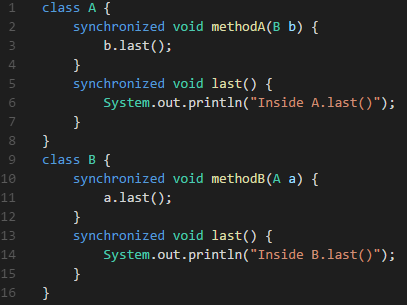 1 class A {
2     synchronized void methodA(B b) {
3         b.last();
4     }
5     synchronized void last() {
6         System.out.println("Inside A.last()");
7     }
8 }
9 class B {
10     synchronized void methodB(A a) {
11         a.last();
12     }
13     synchronized void last() {
14         System.out.println("Inside B.last()");
15     }
16 }